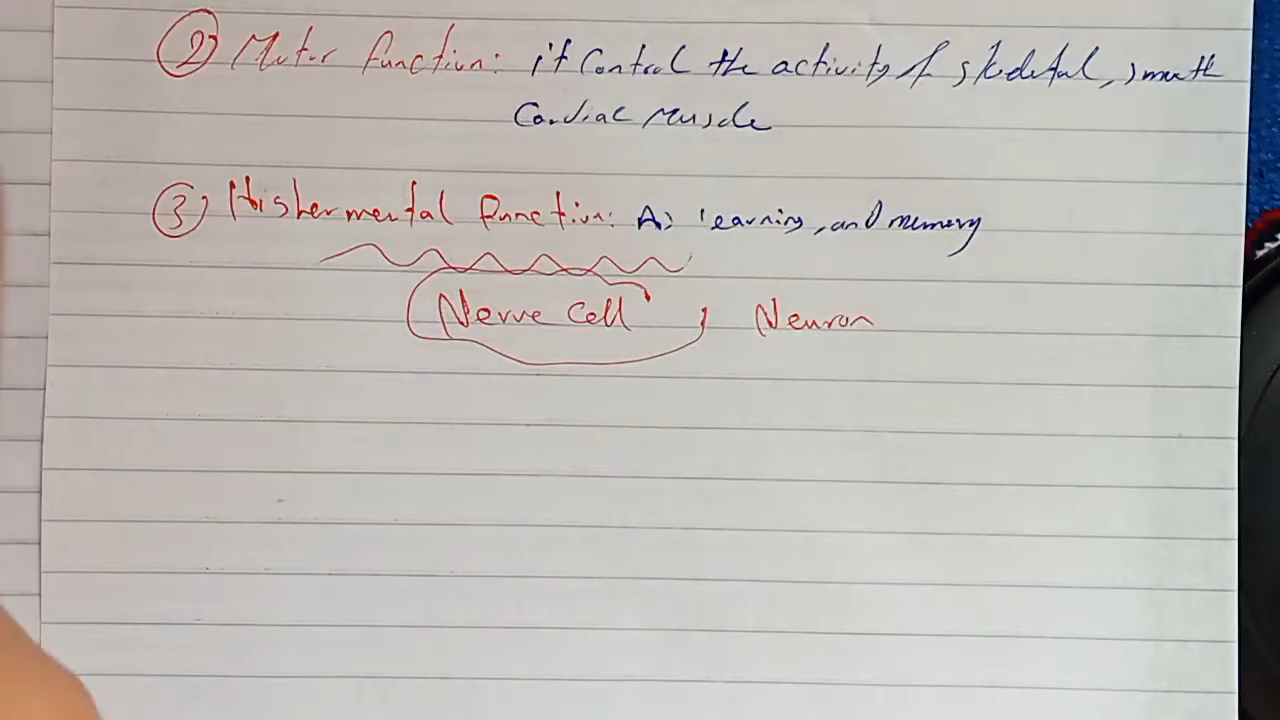 ② Motor function: it Control the activity of skeletal, smooth
Cardiac Muscle
③ Higher mental function: As learning, and memory
Nerve Cell , Neuron